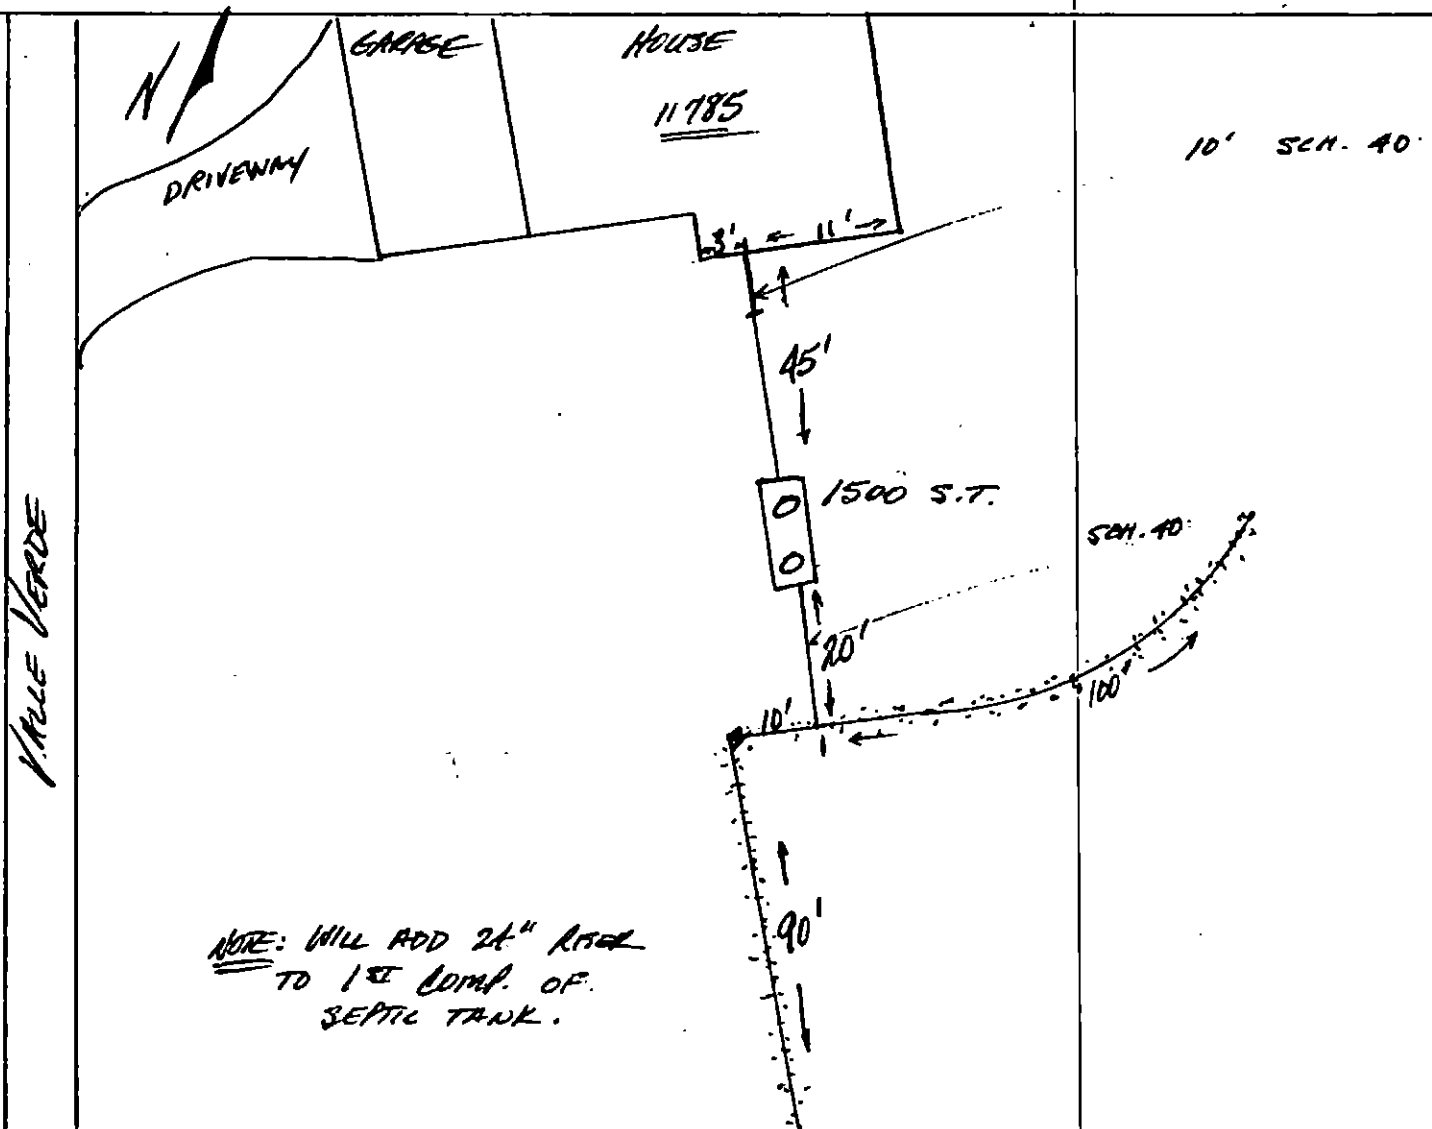 N
GARAGE
HOUSE
11785
DRIVEWAY
10' SCH. 40
3' 11'
45'
1500 S.T.
SCH. 40
20'
10'
100'
90'
VALLE VERDE
NOTE: WILL ADD 24" RISER
TO 1ST COMP. OF
SEPTIC TANK.